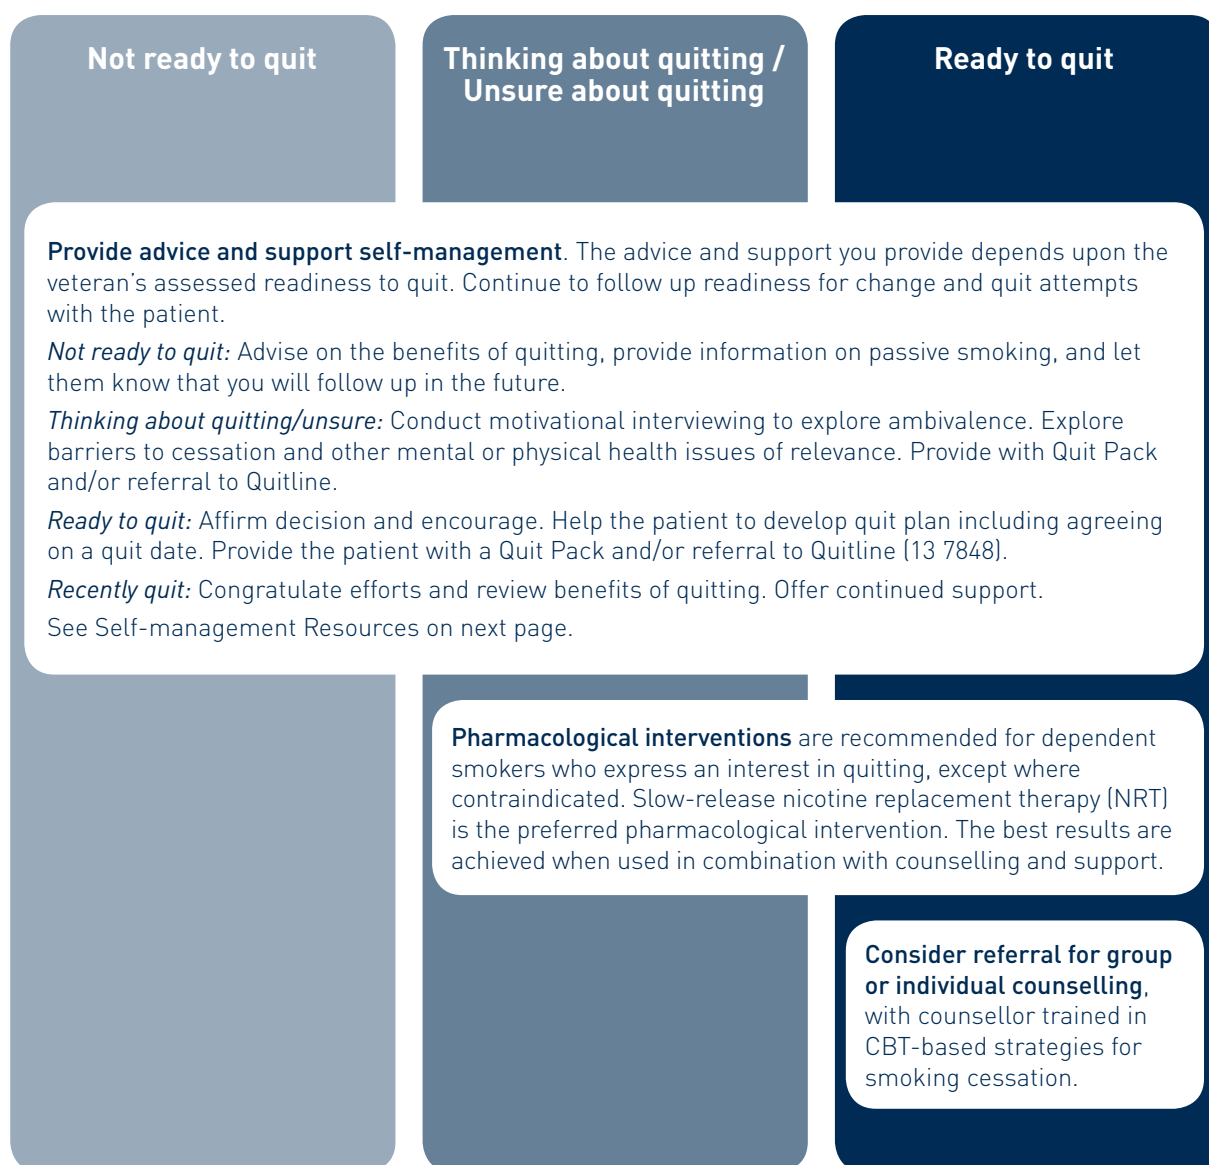 Not ready to quit
Thinking about quitting /
Unsure about quitting
Ready to quit
Provide advice and support self-management. The advice and support you provide depends upon the
veteran's assessed readiness to quit. Continue to follow up readiness for change and quit attempts
with the patient.
Not ready to quit: Advise on the benefits of quitting, provide information on passive smoking, and let
them know that you will follow up in the future.
Thinking about quitting/unsure: Conduct motivational interviewing to explore ambivalence. Explore
barriers to cessation and other mental or physical health issues of relevance. Provide with Quit Pack
and/or referral to Quitline.
Ready to quit: Affirm decision and encourage. Help the patient to develop quit plan including agreeing
on a quit date. Provide the patient with a Quit Pack and/or referral to Quitline (13 7848).
Recently quit: Congratulate efforts and review benefits of quitting. Offer continued support.
See Self-management Resources on next page.
Pharmacological interventions are recommended for dependent
smokers who express an interest in quitting, except where
contraindicated. Slow-release nicotine replacement therapy (NRT)
is the preferred pharmacological intervention. The best results are
achieved when used in combination with counselling and support.
Consider referral for group
or individual counselling,
with counsellor trained in
CBT-based strategies for
smoking cessation.